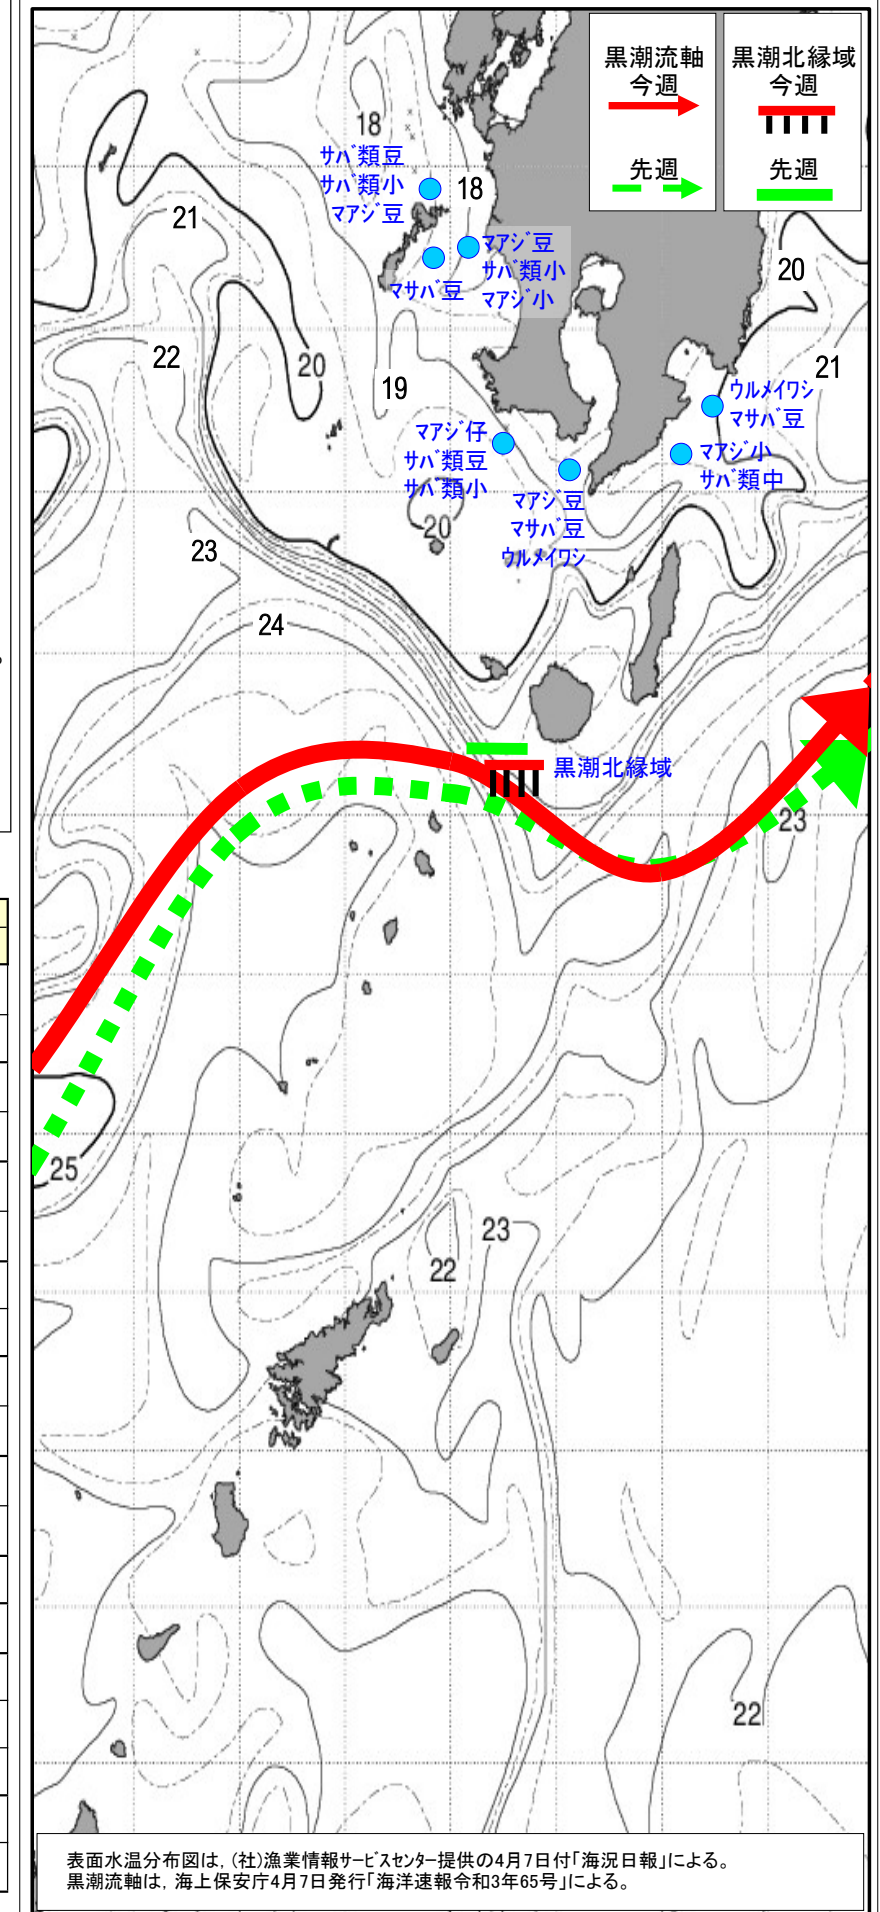 黒潮流軸
今週
先週
黒潮北縁域
今週
先週
18
サバ類豆
サバ類小
マアジ豆
18
マアジ豆
サバ類小
マアジ小
マサバ豆
21
20
22
20
19
21
ウルメイワシ
マサバ豆
マアジ小
サバ類中
マアジ仔
サバ類豆
サバ類小
20
マアジ豆
マサバ豆
ウルメイワシ
23
24
黒潮北縁域
23
25
23
22
22
表面水温分布図は,(社)漁業情報サービスセンター提供の4月7日付「海況日報」による。
黒潮流軸は,海上保安庁4月7日発行「海洋速報令和3年65号」による。